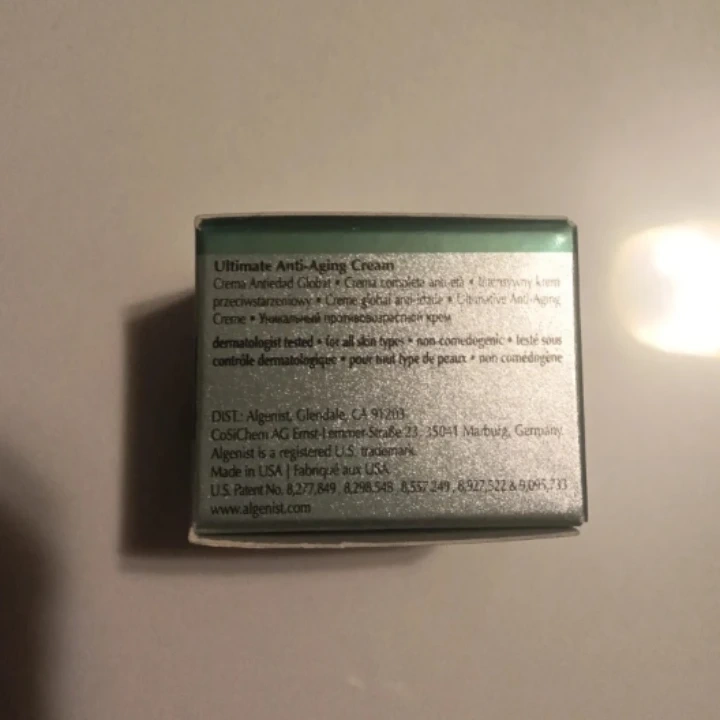 Ultimate Anti-Aging Cream
Crema Antiedad Global • Crema completa anti-età • Intensywny krem
przeciwstarzeniowy • Creme global anti-idade • Ultimative Anti-Aging
Creme • Уникальный противовозрастной крем
dermatologist tested • for all skin types • non-comedogenic • testé sous
contrôle dermatologique • pour tout type de peaux • non comédogène
DIST.: Algenist, Glendale, CA 91203
CoSiChem AG Ernst-Lemmer-Straße 23, 35041 Marburg, Germany.
Algenist is a registered U.S. trademark.
Made in USA | Fabriqué aux USA
U.S. Patent No. 8,277,849 8,298,548 8,557,249, 8,927,522 & 9,095,733
www.algenist.com